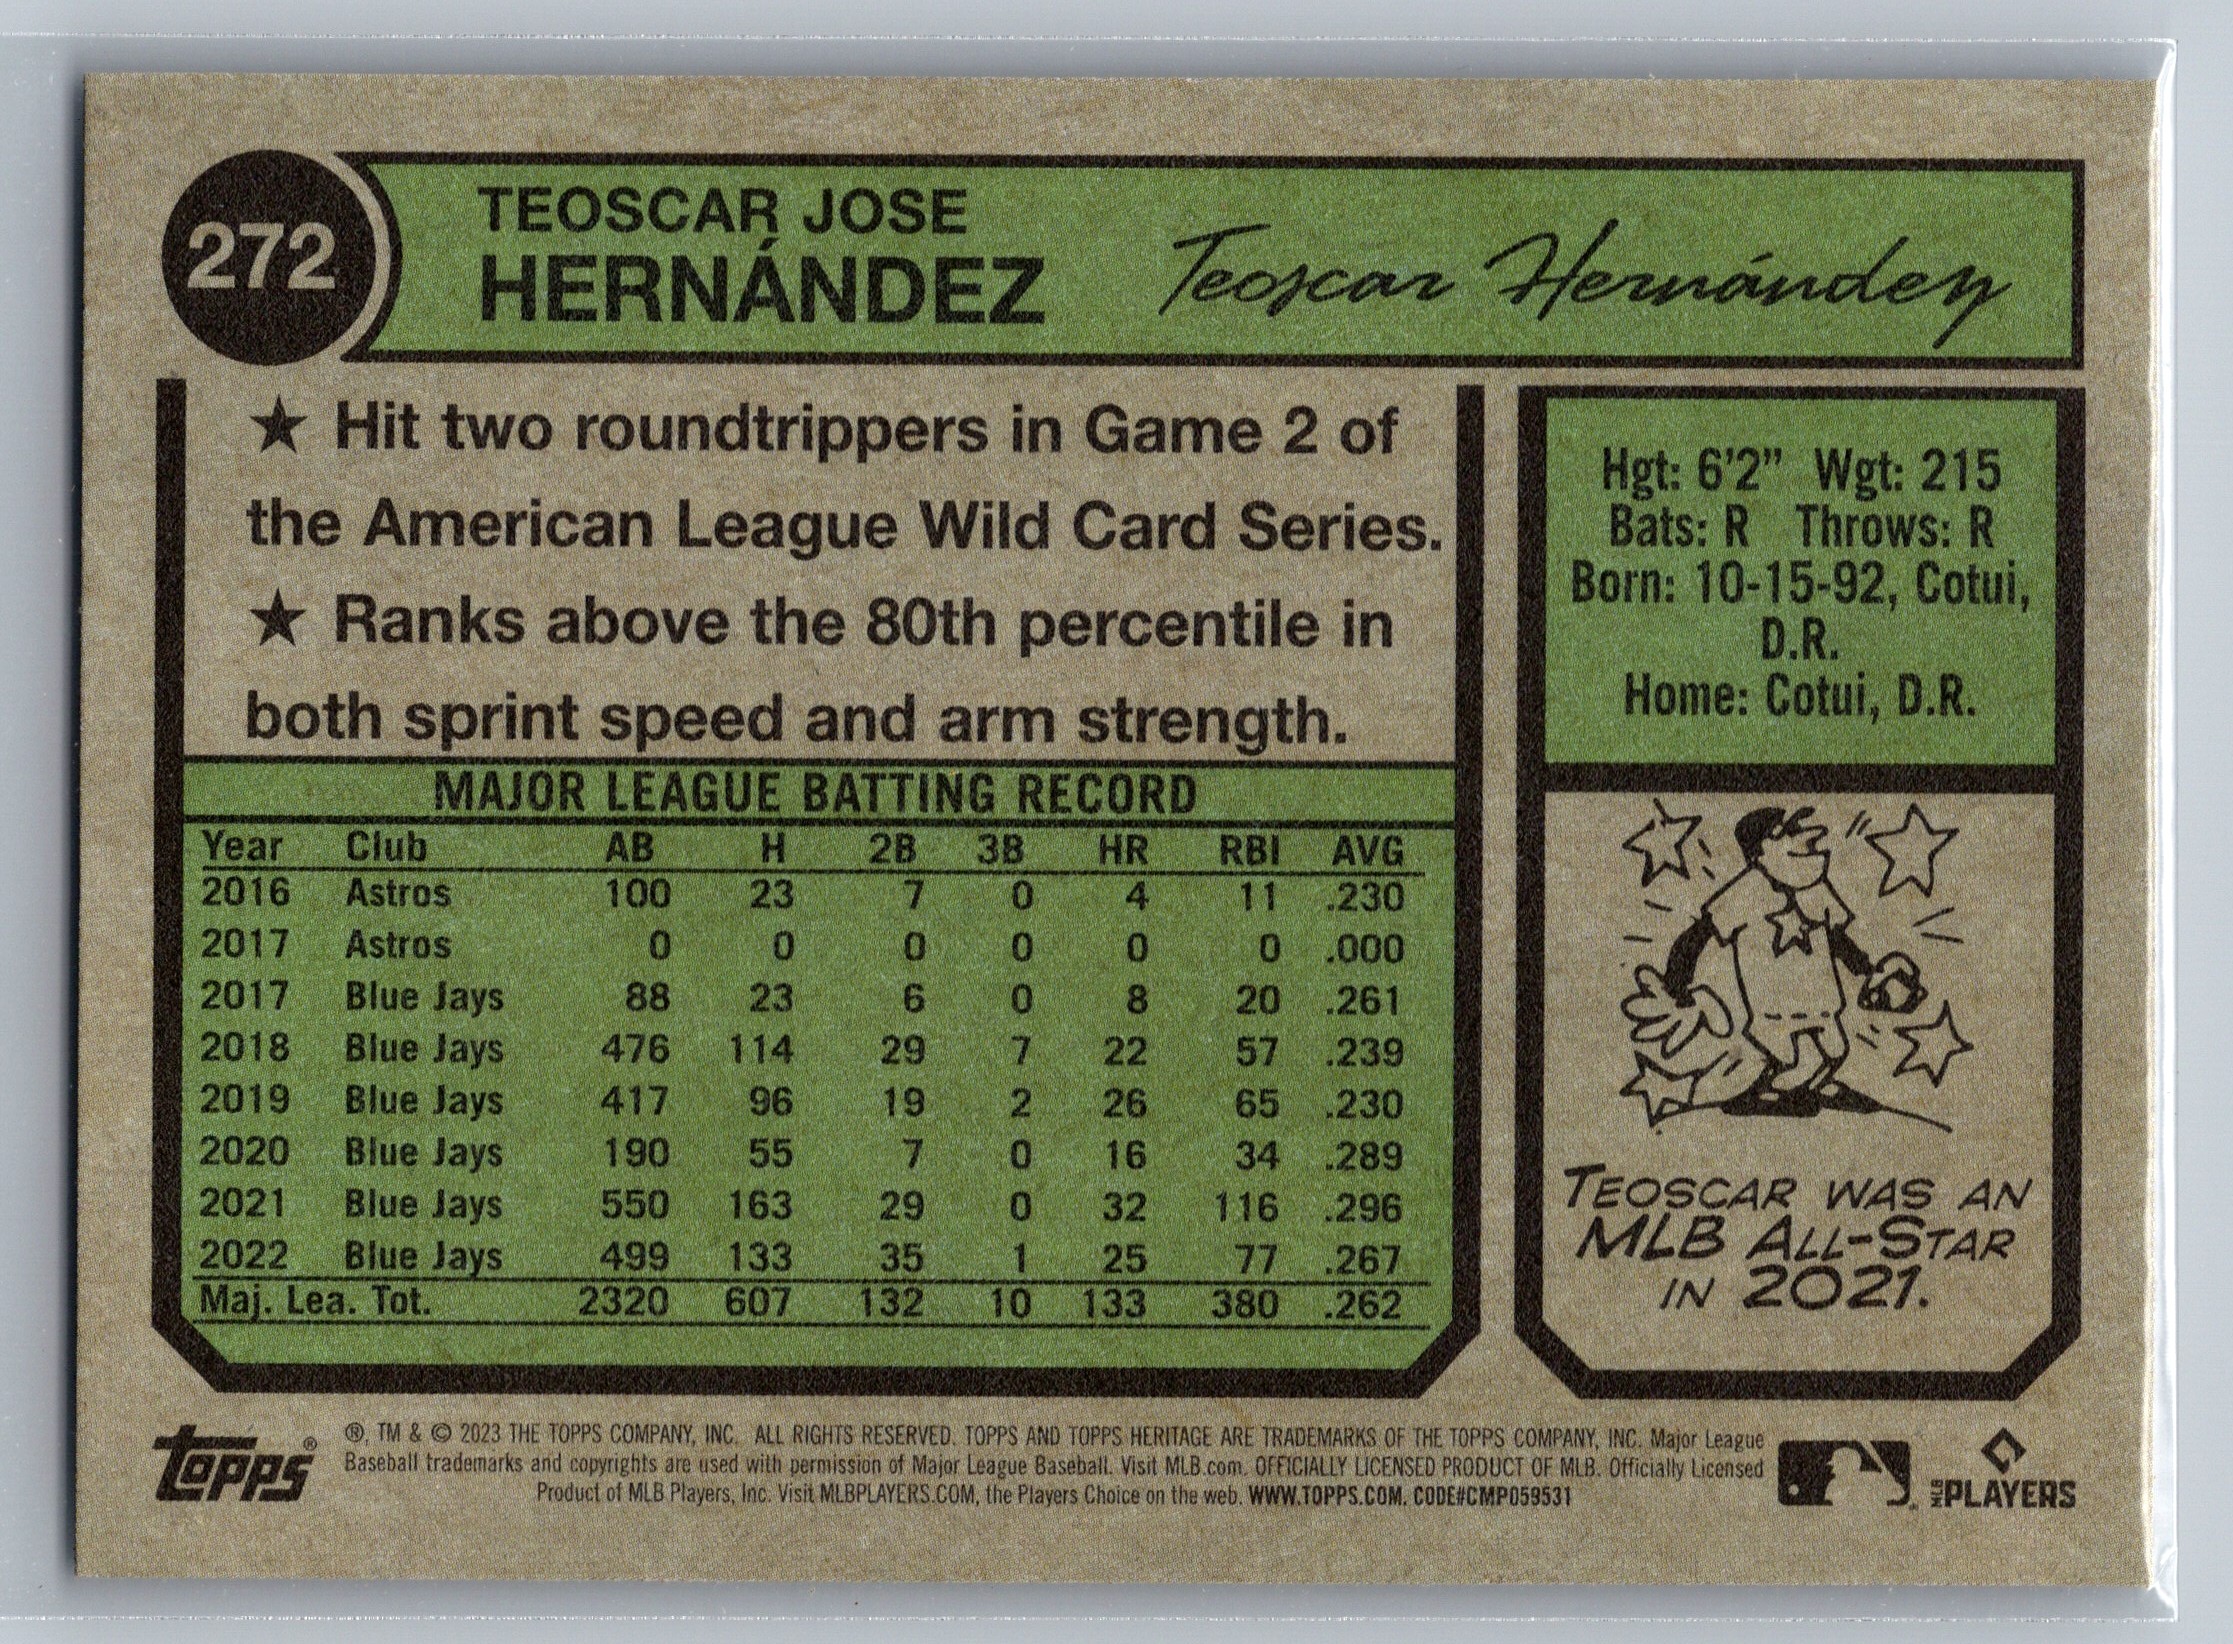 272
TEOSCAR JOSE
HERNÁNDEZ
Teoscar Hernández
★ Hit two roundtrippers in Game 2 of
the American League Wild Card Series.
★ Ranks above the 80th percentile in
both sprint speed and arm strength.
Hgt: 6'2” Wgt: 215
Bats: R Throws: R
Born: 10-15-92, Cotui,
D.R.
Home: Cotui, D.R.
MAJOR LEAGUE BATTING RECORD
Year Club AB H 2B 3B HR RBI AVG
2016 Astros 100 23 7 0 4 11 .230
2017 Astros 0 0 0 0 0 0 .000
2017 Blue Jays 88 23 6 0 8 20 .261
2018 Blue Jays 476 114 29 7 22 57 .239
2019 Blue Jays 417 96 19 2 26 65 .230
2020 Blue Jays 190 55 7 0 16 34 .289
2021 Blue Jays 550 163 29 0 32 116 .296
2022 Blue Jays 499 133 35 1 25 77 .267
Maj. Lea. Tot. 2320 607 132 10 133 380 .262
TEOSCAR WAS AN
MLB ALL-STAR
IN 2021.
topps®
®, TM & © 2023 THE TOPPS COMPANY, INC. ALL RIGHTS RESERVED. TOPPS AND TOPPS HERITAGE ARE TRADEMARKS OF THE TOPPS COMPANY, INC. Major League
Baseball trademarks and copyrights are used with permission of Major League Baseball. Visit MLB.com. OFFICIALLY LICENSED PRODUCT OF MLB. Officially Licensed
Product of MLB Players, Inc. Visit MLBPLAYERS.COM, the Players Choice on the web. WWW.TOPPS.COM. CODE#CMP059531
MLB PLAYERS